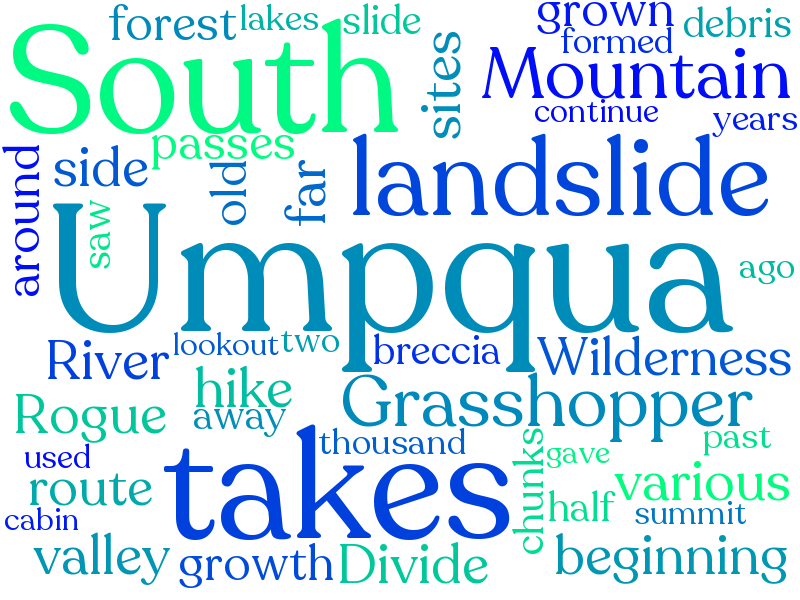 forest
lakes
slide
grown
debris
formed
South
sites
Mountain
continue
years
passes
around
side
old
far
landslide
saw
Umpqua
ago
River
lookout
two
breccia
Wilderness
hike
Rogue
away
Grasshopper
thousand
past
used
takes
chunks
gave
route
various
half
cabin
summit
valley
growth
Divide
beginning